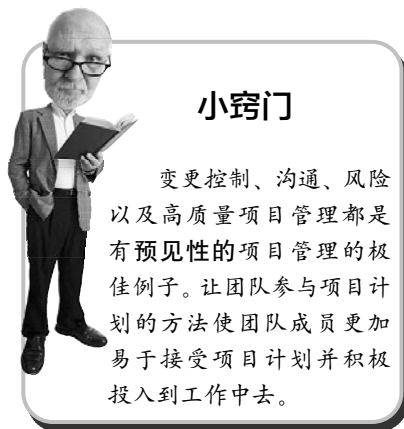 小窍门
变更控制、沟通、风险
以及高质量项目管理都是
有预见性的项目管理的极
佳例子。让团队参与项目计
划的方法使团队成员更加
易于接受项目计划并积极
投入到工作中去。